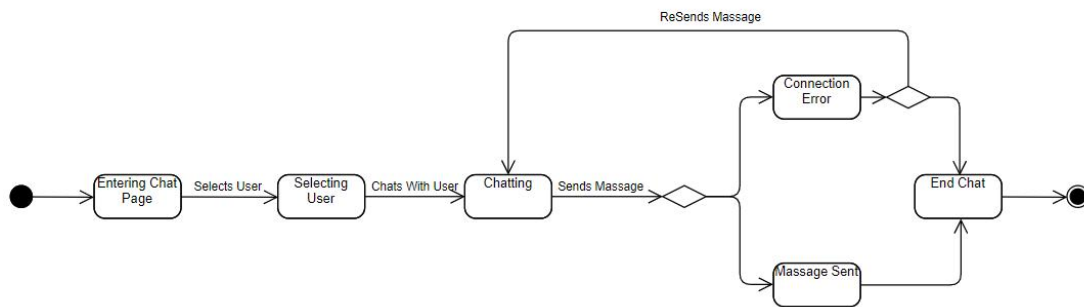 ReSends Massage
Connection
Error
Entering Chat
Page
Selects User
Selecting
User
Chats With User
Chatting
Sends Massage
End Chat
Massage Sent